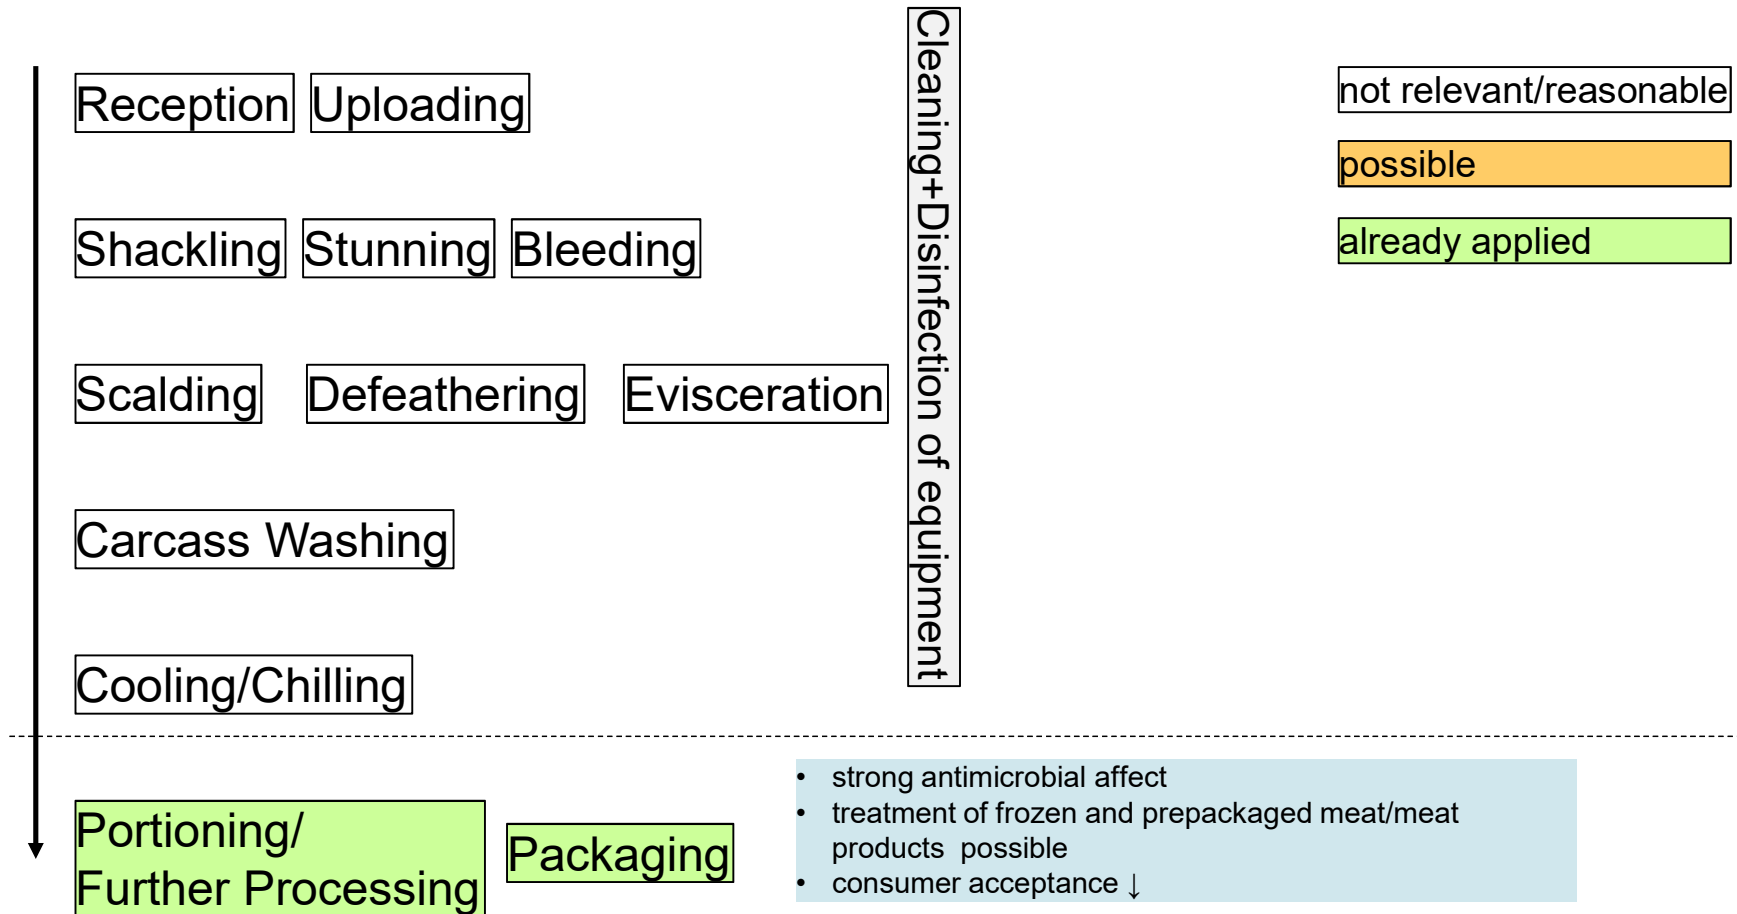 Reception Uploading
Shackling Stunning Bleeding
Scalding Defeathering Evisceration
Carcass Washing
Cooling/Chilling
Cleaning+Disinfection of equipment
not relevant/reasonable
possible
already applied
Portioning/
Further Processing
Packaging
• strong antimicrobial affect
• treatment of frozen and prepackaged meat/meat
products possible
• consumer acceptance ↓